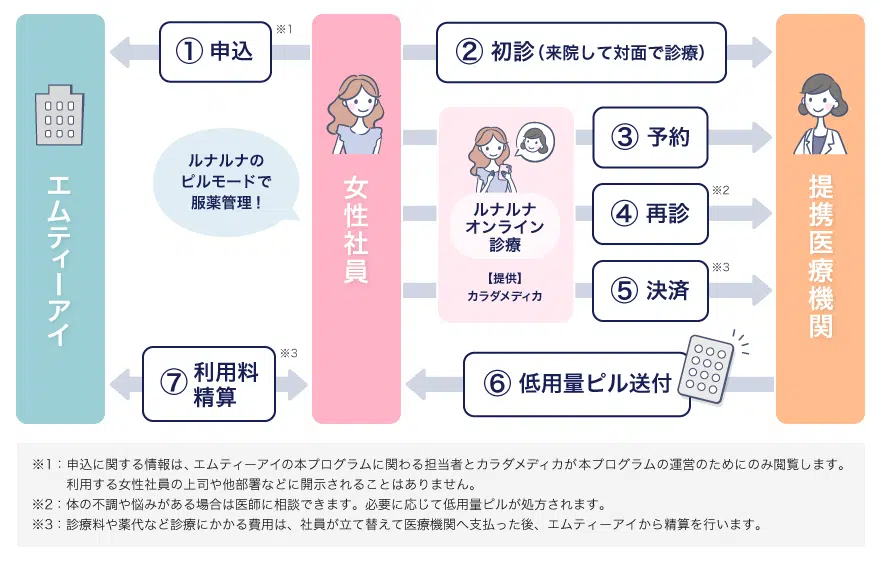 ① 申込
※1
② 初診（来院して対面で診療）
ルナルナの
ピルモードで
服薬管理！
エムティーアイ
女性社員
ルナルナ
オンライン
診療
【提供】
カラダメディカ
③ 予約
④ 再診
※2
⑤ 決済
※3
提携医療機関
⑦ 利用料
精算
※3
⑥ 低用量ピル送付
※1：申込に関する情報は、エムティーアイの本プログラムに関わる担当者とカラダメディカが本プログラムの運営のためにのみ閲覧します。
利用する女性社員の上司や他部署などに開示されることはありません。
※2：体の不調や悩みがある場合は医師に相談できます。必要に応じて低用量ピルが処方されます。
※3：診療料や薬代など診療にかかる費用は、社員が立て替えて医療機関へ支払った後、エムティーアイから精算を行います。